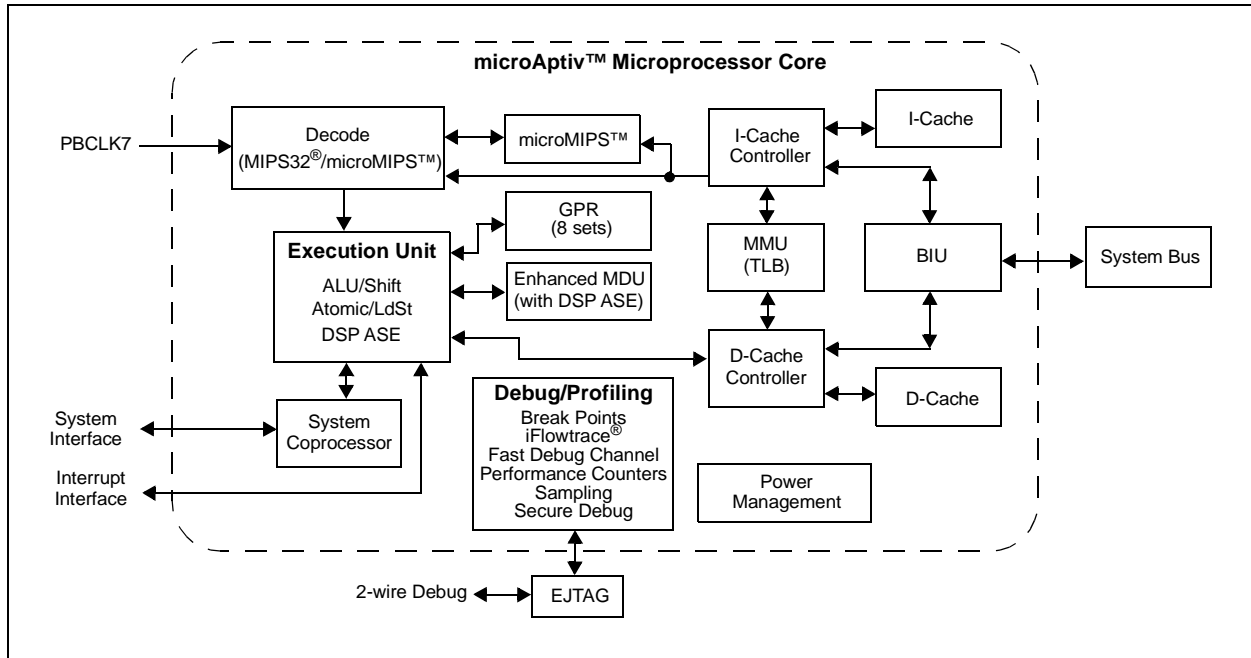 microAptiv™ Microprocessor Core
PBCLK7
Decode
(MIPS32®/microMIPS™)
microMIPS™
I-Cache
Controller
I-Cache
GPR
(8 sets)
Execution Unit
ALU/Shift
Atomic/LdSt
DSP ASE
Enhanced MDU
(with DSP ASE)
MMU
(TLB)
BIU
System Bus
D-Cache
Controller
D-Cache
Debug/Profiling
Break Points
iFlowtrace®
Fast Debug Channel
Performance Counters
Sampling
Secure Debug
System
Interface
System
Coprocessor
Interrupt
Interface
Power
Management
2-wire Debug
EJTAG